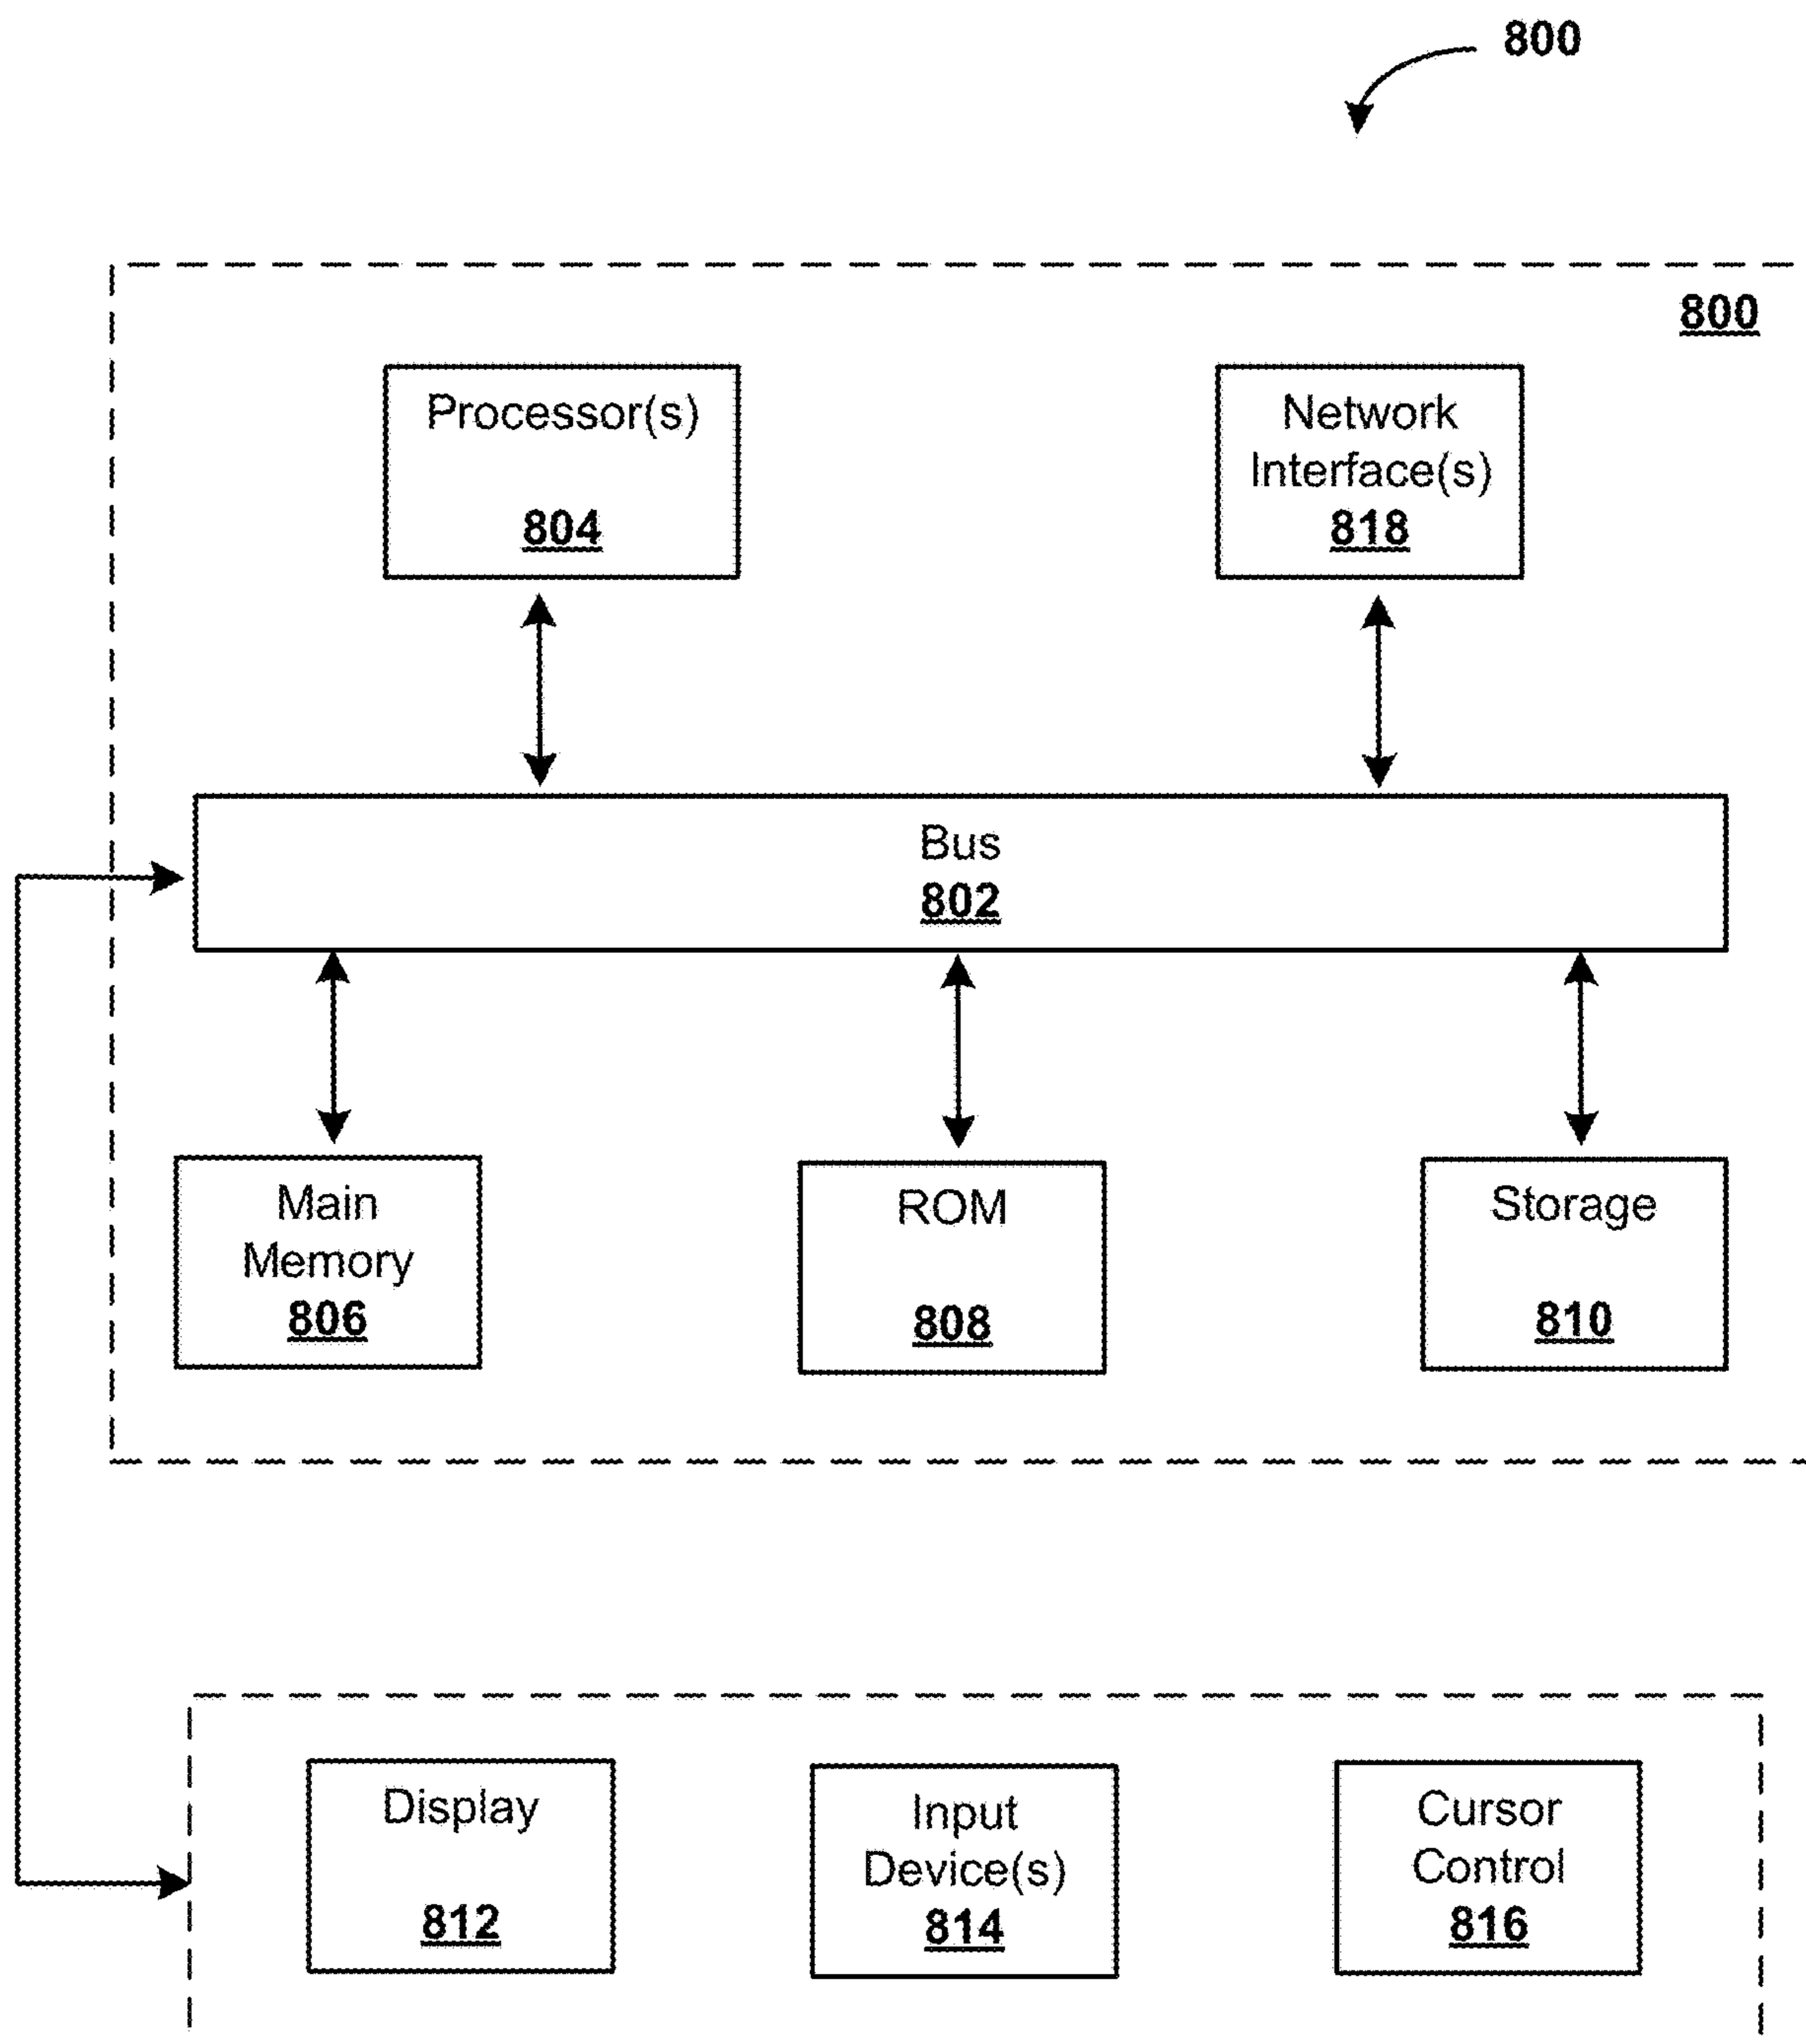 800
800
Processor(s)
804
Network
Interface(s)
818
Bus
802
Main
Memory
806
ROM
808
Storage
810
Display
812
Input
Device(s)
814
Cursor
Control
816